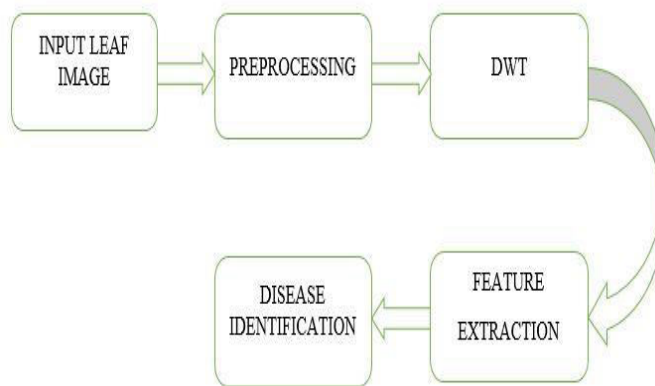 INPUT LEAF
IMAGE
PREPROCESSING
DWT
FEATURE
EXTRACTION
DISEASE
IDENTIFICATION